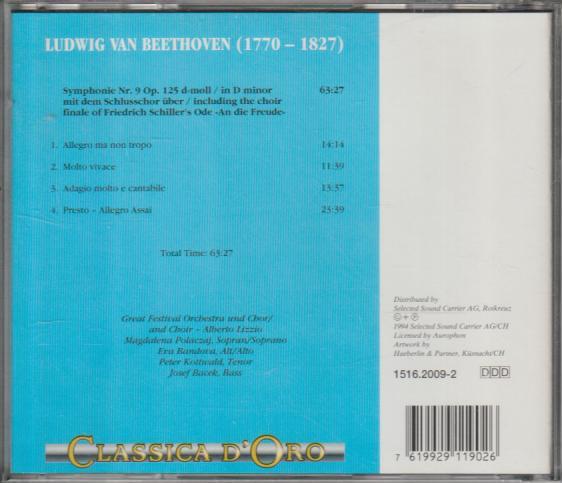 LUDWIG VAN BEETHOVEN (1770 – 1827)
Symphonie Nr. 9 Op. 125 d-moll / in D minor 63:27
mit dem Schlusschor über / including the choir
finale of Friedrich Schiller's Ode -An die Freude-
1. Allegro ma non tropo 14:14
2. Molto vivace 11:39
3. Adagio molto e cantabile 13:37
4. Presto – Allegro Assai 23:39
Total Time: 63:27
Great Festival Orchestra und Chor/
and Choir – Alberto Lizzio
Magdalena Polaczaj, Sopran/Soprano
Eva Bandova, Alt/Alto
Peter Kottwald, Tenor
Josef Bacek, Bass
CLASSICA D'ORO
Distributed by
Selected Sound Carrier AG, Rotkreuz
©+℗
1994 Selected Sound Carrier AG/CH
Licensed by Aurophon
Artwork by
Haeberlin & Partner, Küsnacht/CH
1516.2009-2 DDD
7 619929 119026